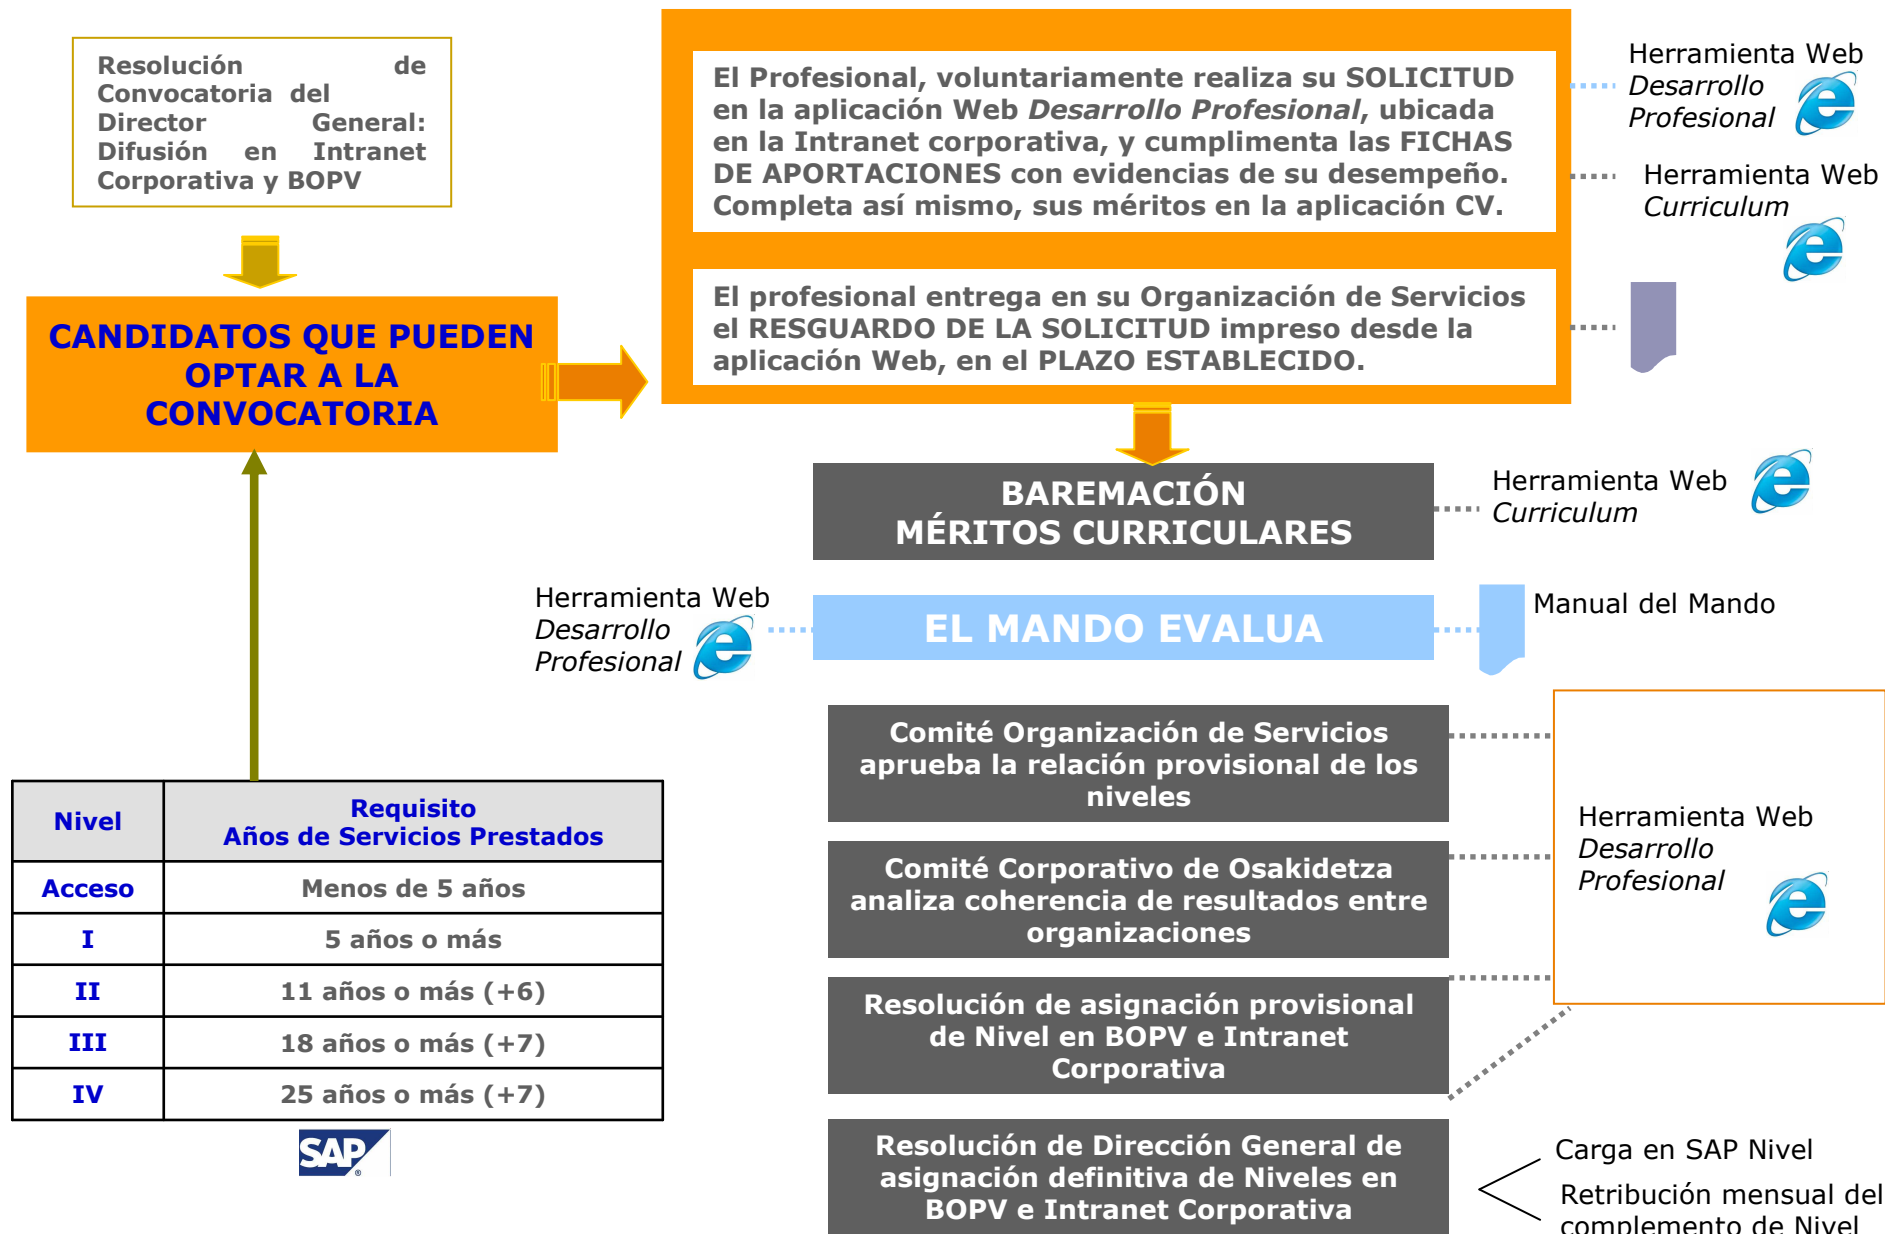 Resolución de
Convocatoria del
Director General:
Difusión en Intranet
Corporativa y BOPV
El Profesional, voluntariamente realiza su SOLICITUD
en la aplicación Web Desarrollo Profesional, ubicada
en la Intranet corporativa, y cumplimenta las FICHAS
DE APORTACIONES con evidencias de su desempeño.
Completa así mismo, sus méritos en la aplicación CV.
Herramienta Web
Desarrollo
Profesional
Herramienta Web
Curriculum
El profesional entrega en su Organización de Servicios
el RESGUARDO DE LA SOLICITUD impreso desde la
aplicación Web, en el PLAZO ESTABLECIDO.
CANDIDATOS QUE PUEDEN
OPTAR A LA
CONVOCATORIA
BAREMACIÓN
MÉRITOS CURRICULARES
Herramienta Web
Curriculum
Herramienta Web
Desarrollo
Profesional
EL MANDO EVALUA
Manual del Mando
Comité Organización de Servicios
aprueba la relación provisional de los
niveles
Comité Corporativo de Osakidetza
analiza coherencia de resultados entre
organizaciones
Resolución de asignación provisional
de Nivel en BOPV e Intranet
Corporativa
Herramienta Web
Desarrollo
Profesional
Nivel
Requisito
Años de Servicios Prestados
Acceso Menos de 5 años
I 5 años o más
II 11 años o más (+6)
III 18 años o más (+7)
IV 25 años o más (+7)
SAP ®
Resolución de Dirección General de
asignación definitiva de Niveles en
BOPV e Intranet Corporativa
Carga en SAP Nivel
Retribución mensual del
complemento de Nivel